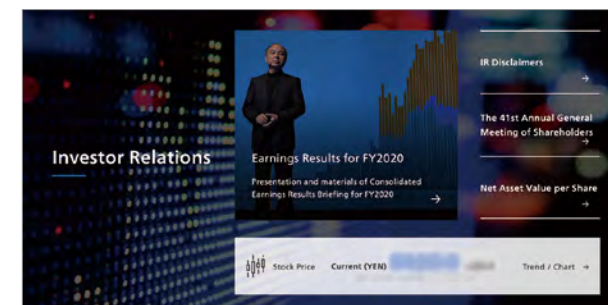 Investor Relations
Earnings Results for FY2020
Presentation and materials of Consolidated
Earnings Results Briefing for FY2020 →
IR Disclaimers
→
The 41st Annual General
Meeting of Shareholders
→
Net Asset Value per Share
→
Stock Price Current (YEN) Trend / Chart →